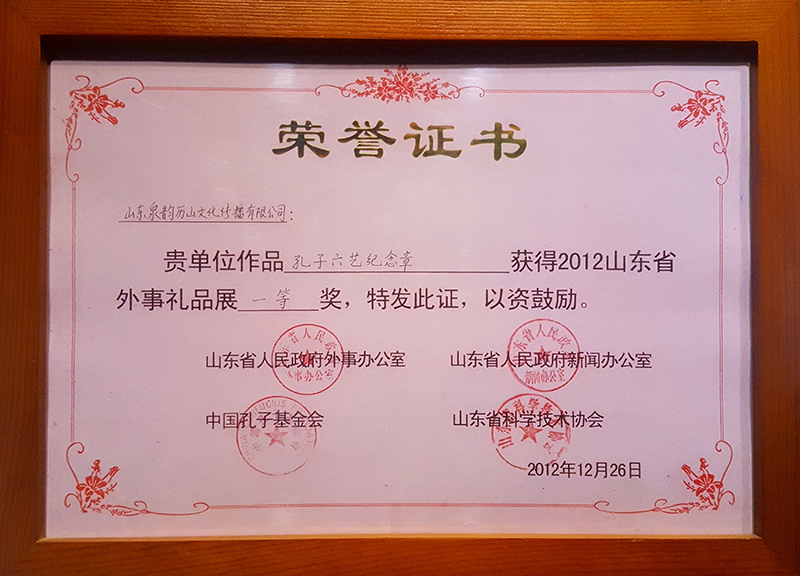 荣誉证书
山东泉韵历山文化传播有限公司:
贵单位作品 孔子六艺纪念章 获得2012山东省
外事礼品展 一等 奖，特发此证，以资鼓励。
山东省人民政府外事办公室 山东省人民政府新闻办公室
中国孔子基金会 山东省科学技术协会
2012年12月26日